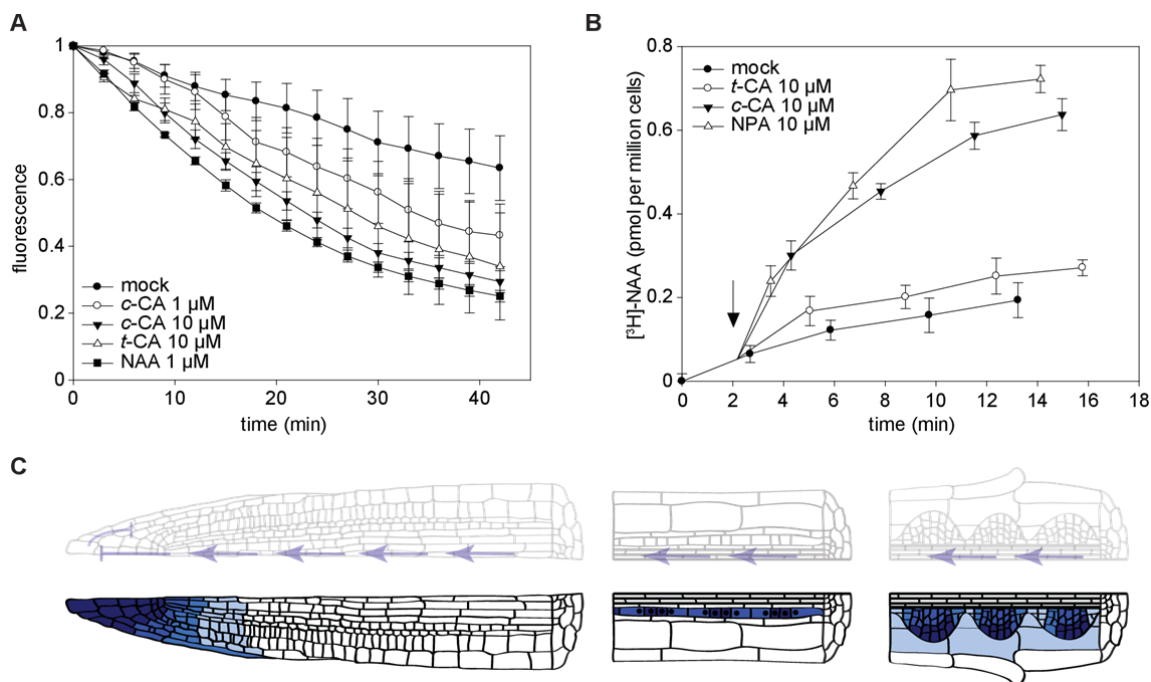 A
1
0.8
0.6
0.4
0.2
0
fluorescence
mock
c-CA 1 µM
c-CA 10 µM
t-CA 10 µM
NAA 1 µM
0 10 20 30 40
time (min)
B
0.8
0.6
0.4
0.2
0
[³H]-NAA (pmol per million cells)
mock
t-CA 10 µM
c-CA 10 µM
NPA 10 µM
0 2 4 6 8 10 12 14 16 18
time (min)
C